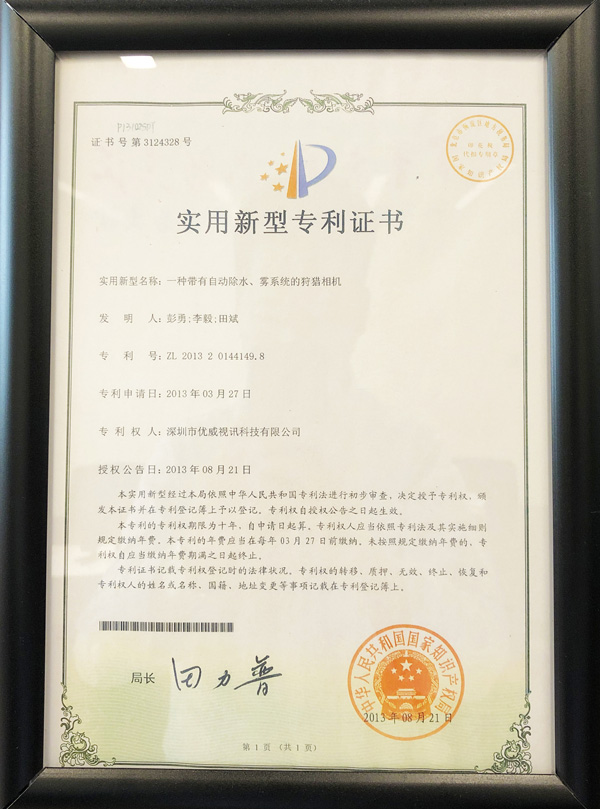 P13102504
证书号第3124328号
实用新型专利证书
实用新型名称：一种带有自动除水、雾系统的狩猎相机
发明人：彭勇;李毅;田斌
专利号：ZL 2013 2 0144149.8
专利申请日：2013年03月27日
专利权人：深圳市优威视讯科技有限公司
授权公告日：2013年08月21日
本实用新型经过本局依照中华人民共和国专利法进行初步审查，决定授予专利权，颁
发本证书并在专利登记簿上予以登记。专利权自授权公告之日起生效。
本专利的专利权期限为十年，自申请日起算。专利权人应当依照专利法及其实施细则
规定缴纳年费。本专利的年费应当在每年03月27日前缴纳。未按照规定缴纳年费的，专
利权自应当缴纳年费期满之日起终止。
专利证书记载专利权登记时的法律状况。专利权的转移、质押、无效、终止、恢复和
专利权人的姓名或名称、国籍、地址变更等事项记载在专利登记簿上。
局长
田力普
中华人民共和国国家知识产权局
2013年08月21日
第1页（共1页）